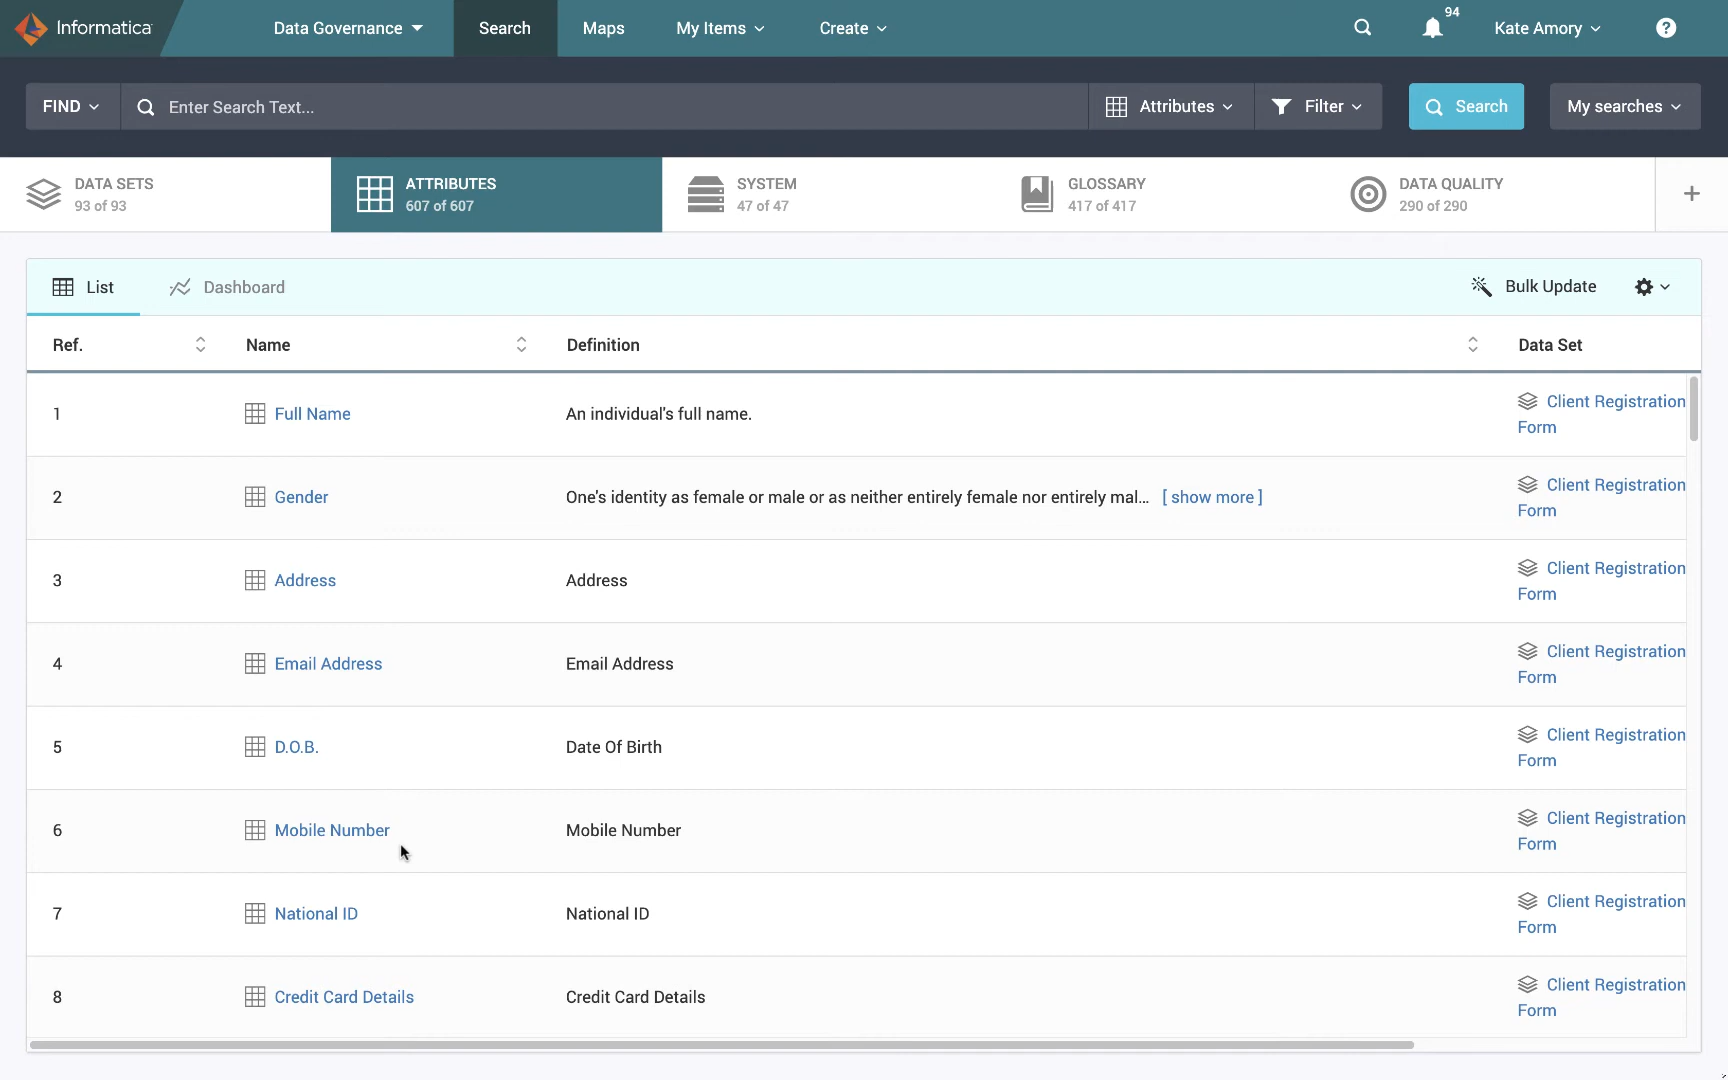 Informatica
Data Governance
Search
Maps
My Items
Create
94
Kate Amory
?
FIND
Enter Search Text...
Attributes
Filter
Search
My searches
DATA SETS
93 of 93
ATTRIBUTES
607 of 607
SYSTEM
47 of 47
GLOSSARY
417 of 417
DATA QUALITY
290 of 290
+
List
Dashboard
Bulk Update
Ref. Name Definition Data Set
1 Full Name An individual's full name. Client Registration
Form
2 Gender One's identity as female or male or as neither entirely female nor entirely mal... [ show more ] Client Registration
Form
3 Address Address Client Registration
Form
4 Email Address Email Address Client Registration
Form
5 D.O.B. Date Of Birth Client Registration
Form
6 Mobile Number Mobile Number Client Registration
Form
7 National ID National ID Client Registration
Form
8 Credit Card Details Credit Card Details Client Registration
Form